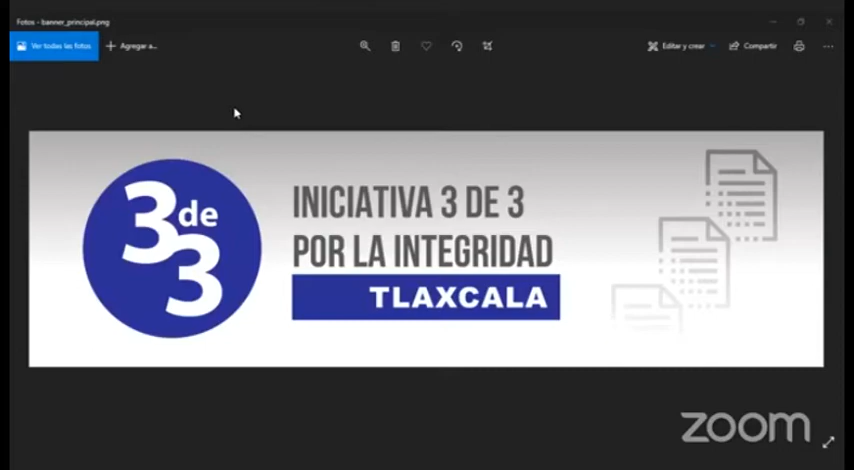 Fotos - banner_principal.png
Ver todas las fotos
Agregar a...
Editar y crear
Compartir
3 de 3
INICIATIVA 3 DE 3
POR LA INTEGRIDAD
TLAXCALA
zoom